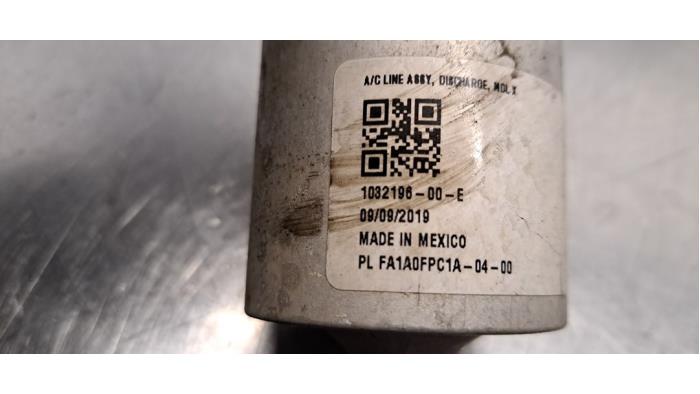 A/C LINE ASSY, DISCHARGE, MDL X
1032196-00-E
09/09/2019
MADE IN MEXICO
PL FA1A0FPC1A-04-00